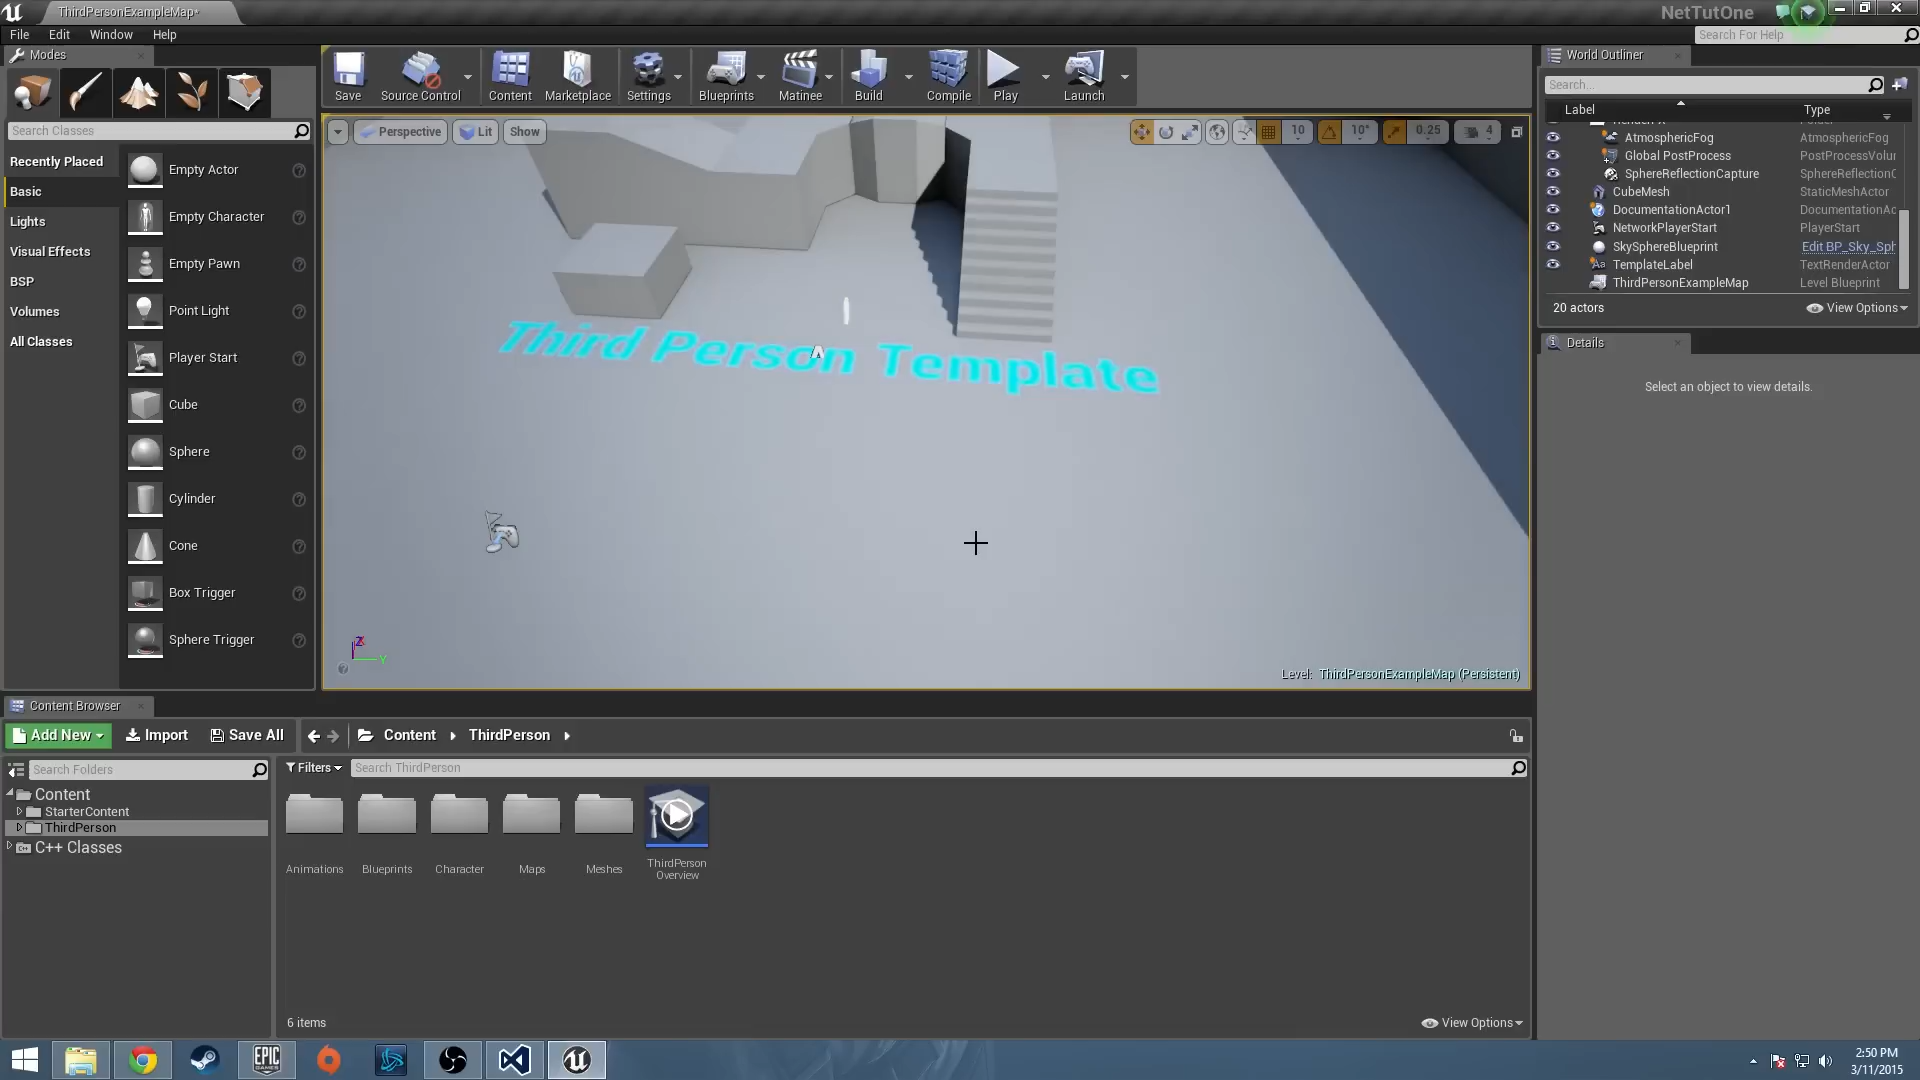 ThirdPersonExampleMap*
NetTutOne
File Edit Window Help
Search For Help
Modes
Search Classes
Recently Placed
Basic
Lights
Visual Effects
BSP
Volumes
All Classes
Empty Actor
Empty Character
Empty Pawn
Point Light
Player Start
Cube
Sphere
Cylinder
Cone
Box Trigger
Sphere Trigger
Save Source Control Content Marketplace Settings Blueprints Matinee Build Compile Play Launch
Perspective Lit Show
10 10° 0.25 4
Third Person Template
Z
Y
Level: ThirdPersonExampleMap (Persistent)
World Outliner
Search...
Label Type
AtmosphericFog AtmosphericFog
Global PostProcess PostProcessVolur
SphereReflectionCapture SphereReflectionC
CubeMesh StaticMeshActor
DocumentationActor1 DocumentationAc
NetworkPlayerStart PlayerStart
SkySphereBlueprint Edit BP_Sky_Sph
TemplateLabel TextRenderActor
ThirdPersonExampleMap Level Blueprint
20 actors View Options
Details
Select an object to view details.
Content Browser
Add New Import Save All Content ThirdPerson
Search Folders
Content
StarterContent
ThirdPerson
C++ Classes
Filters Search ThirdPerson
Animations Blueprints Character Maps Meshes ThirdPerson
Overview
6 items View Options
EPIC
GAMES
2:50 PM
3/11/2015